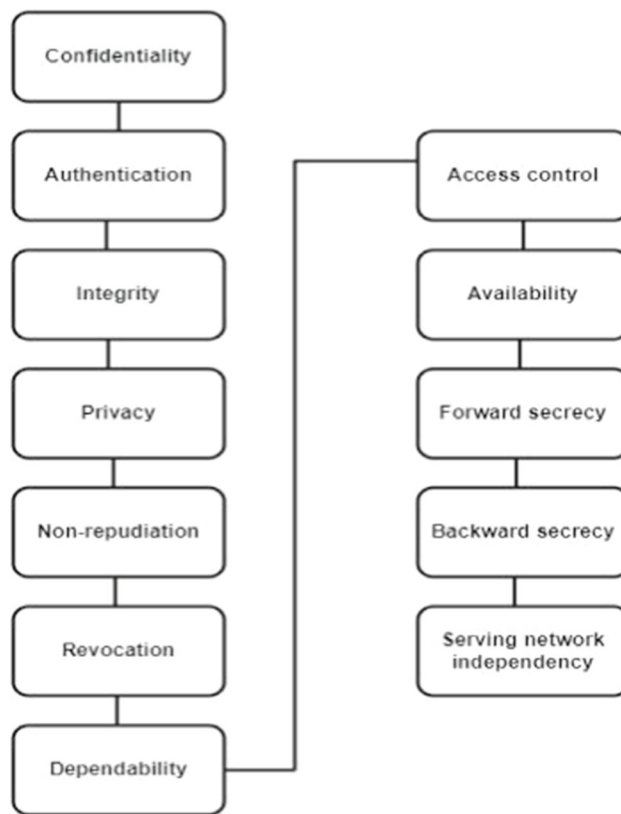 Confidentiality
Authentication
Integrity
Privacy
Non-repudiation
Revocation
Dependability
Access control
Availability
Forward secrecy
Backward secrecy
Serving network
independency